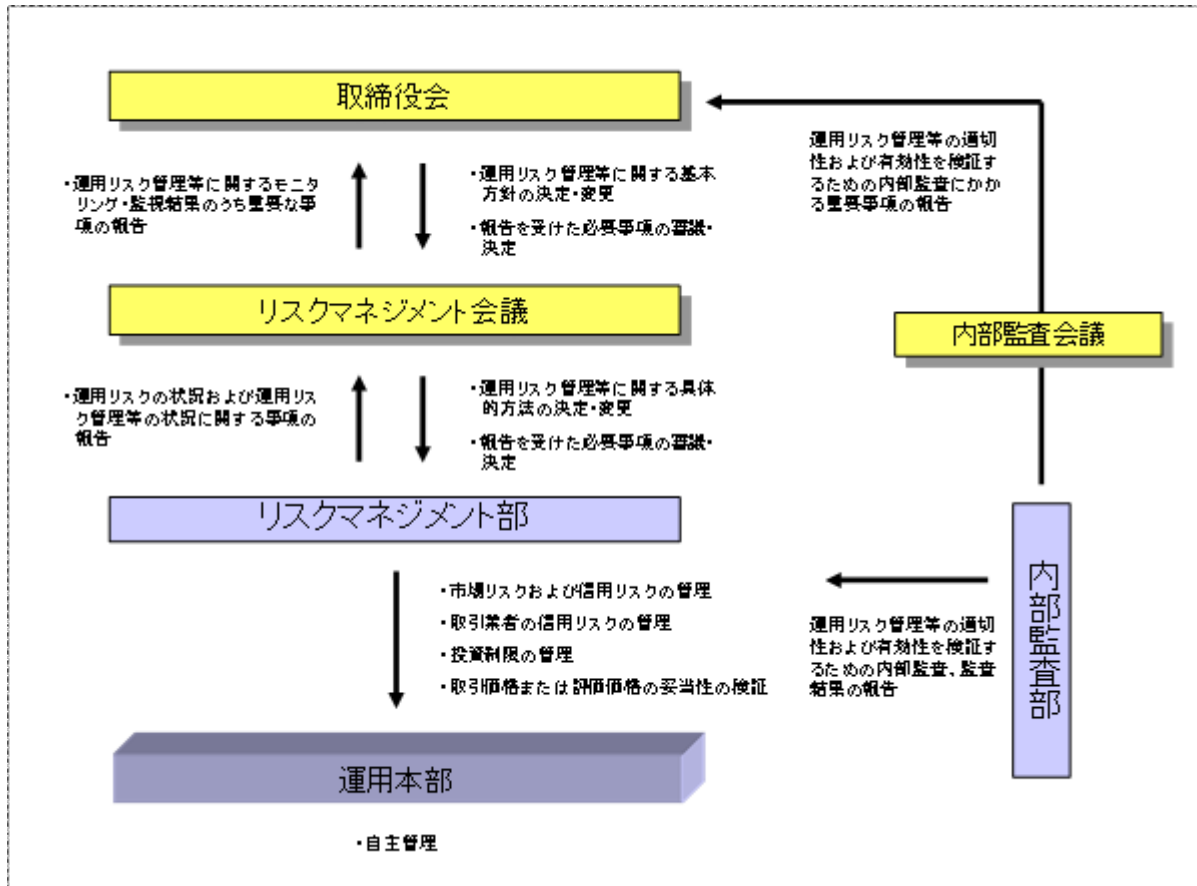 取締役会
・運用リスク管理等に関するモニタ
リング・監視結果のうち重要な事
項の報告
・運用リスク管理等に関する基本
方針の決定・変更
・報告を受けた必要事項の審議・
決定
運用リスク管理等の適切
性および有効性を検証す
るための内部監査にかか
る重要事項の報告
リスクマネジメント会議
内部監査会議
・運用リスクの状況および運用リス
ク管理等の状況に関する事項の
報告
・運用リスク管理等に関する具体
的方法の決定・変更
・報告を受けた必要事項の審議・
決定
リスクマネジメント部
・市場リスクおよび信用リスクの管理
・取引業者の信用リスクの管理
・投資制限の管理
・取引価格または評価価格の妥当性の検証
運用リスク管理等の適切
性および有効性を検証す
るための内部監査、監査
結果の報告
内部監査部
運用本部
・自主管理